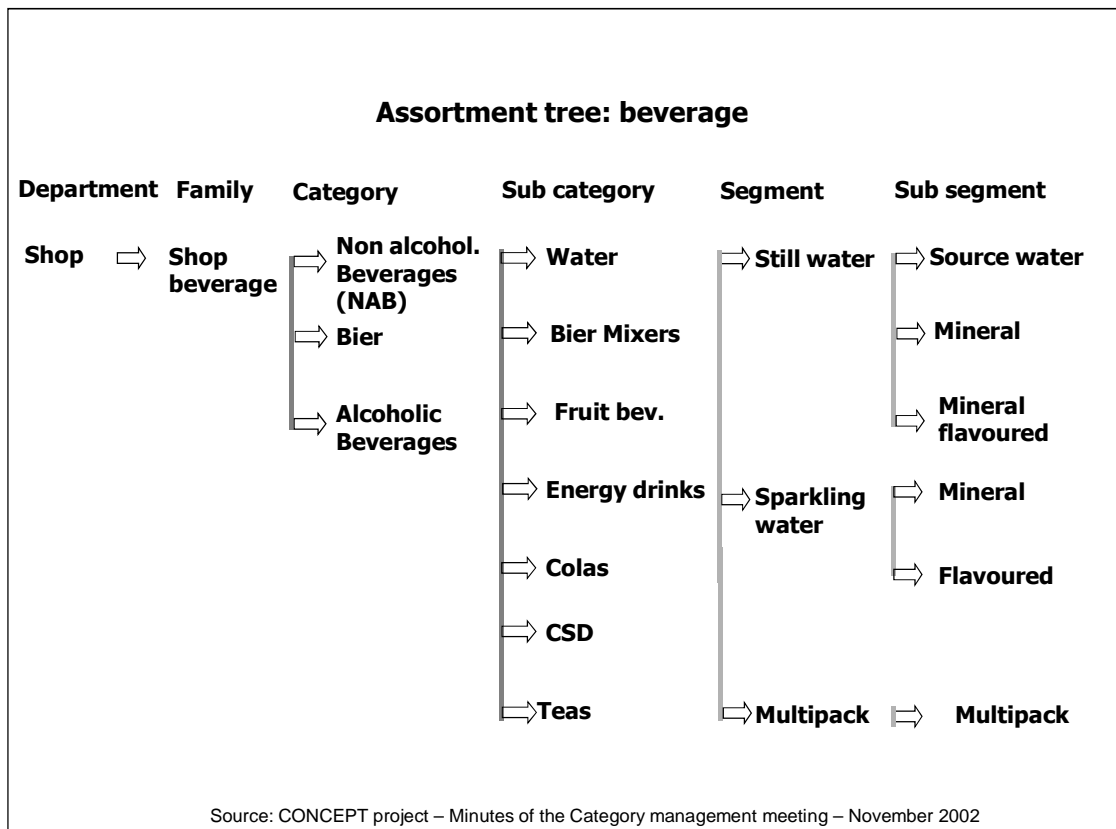 Assortment tree: beverage
Department Family Category Sub category Segment Sub segment
Shop Shop beverage Non alcohol. Beverages (NAB) Water Still water Source water
Bier Bier Mixers Mineral
Alcoholic Beverages Fruit bev. Mineral flavoured
Energy drinks Sparkling water Mineral
Colas Flavoured
CSD
Teas Multipack Multipack
Source: CONCEPT project – Minutes of the Category management meeting – November 2002